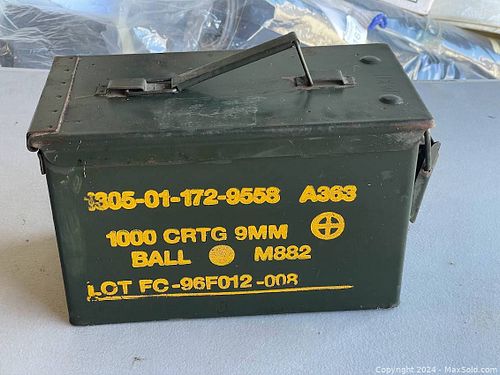 1305-01-172-9558 A363
1000 CRTG 9MM
BALL M882
LOT FC-96F012-008
Copyright 2024 - MaxSold.com